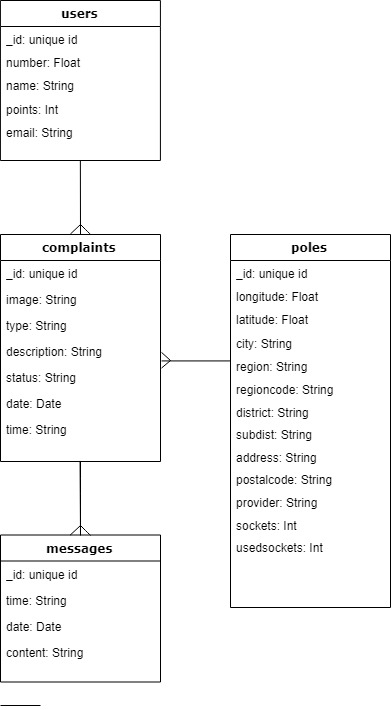 users
_id: unique id
number: Float
name: String
points: Int
email: String
complaints
_id: unique id
image: String
type: String
description: String
status: String
date: Date
time: String
poles
_id: unique id
longitude: Float
latitude: Float
city: String
region: String
regioncode: String
district: String
subdist: String
address: String
postalcode: String
provider: String
sockets: Int
usedsockets: Int
messages
_id: unique id
time: String
date: Date
content: String